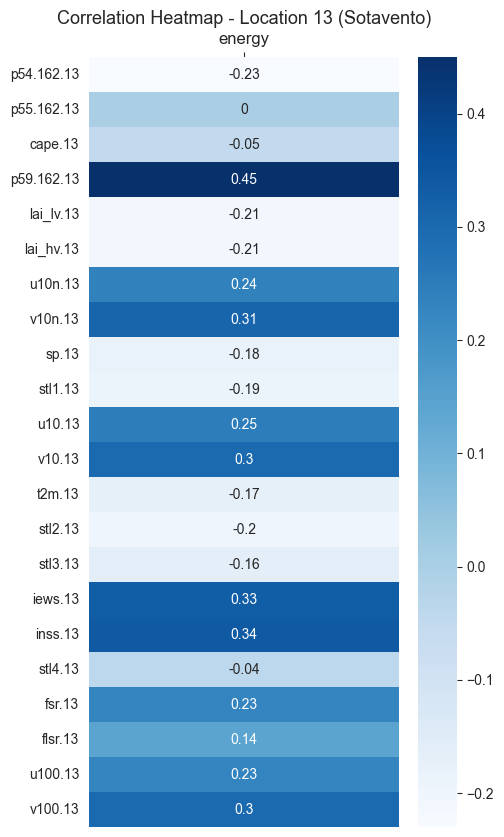 Correlation Heatmap - Location 13 (Sotavento)
energy
p54.162.13 -0.23
p55.162.13 0
cape.13 -0.05
p59.162.13 0.45
lai_lv.13 -0.21
lai_hv.13 -0.21
u10n.13 0.24
v10n.13 0.31
sp.13 -0.18
stl1.13 -0.19
u10.13 0.25
v10.13 0.3
t2m.13 -0.17
stl2.13 -0.2
stl3.13 -0.16
iews.13 0.33
inss.13 0.34
stl4.13 -0.04
fsr.13 0.23
flsr.13 0.14
u100.13 0.23
v100.13 0.3
0.4
0.3
0.2
0.1
0.0
−0.1
−0.2